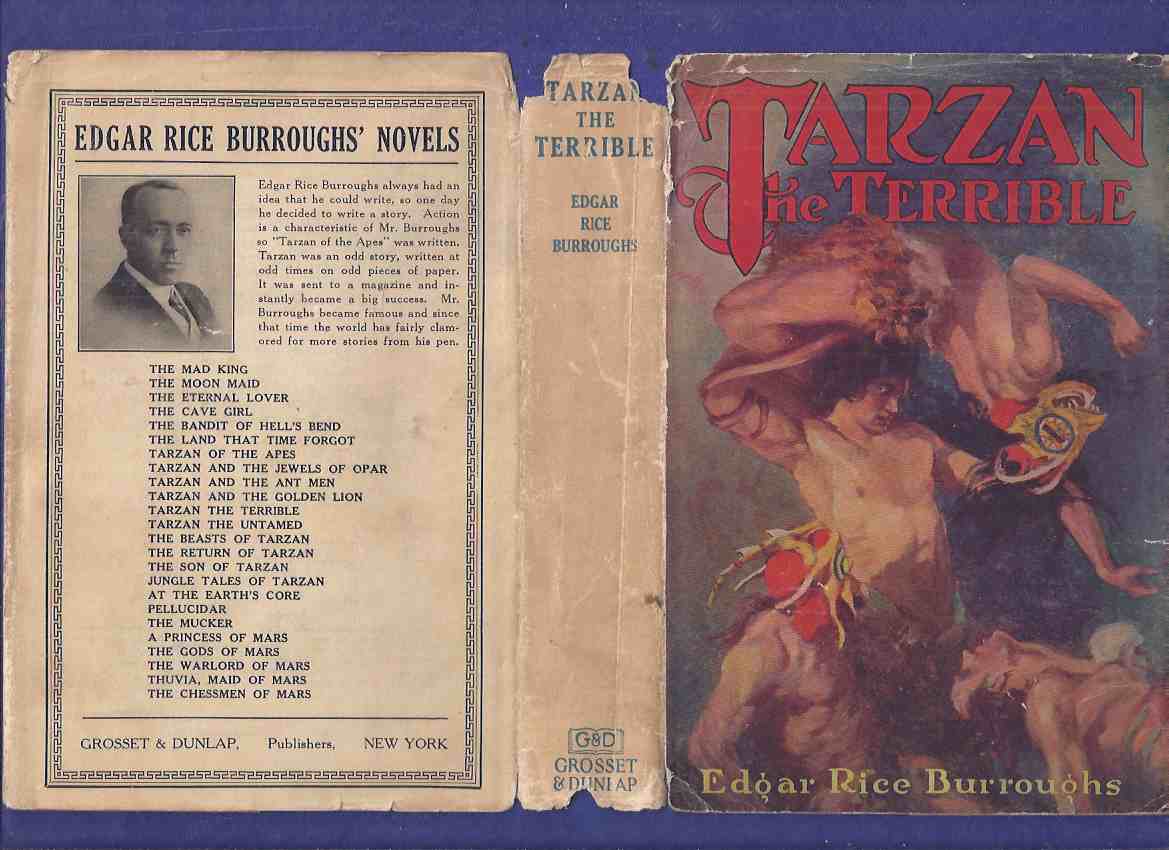 EDGAR RICE BURROUGHS' NOVELS
Edgar Rice Burroughs always had an
idea that he could write, so one day
he decided to write a story. Action
is a characteristic of Mr. Burroughs
so "Tarzan of the Apes" was written.
Tarzan was an odd story, written at
odd times on odd pieces of paper.
It was sent to a magazine and in-
stantly became a big success. Mr.
Burroughs became famous and since
that time the world has fairly clam-
ored for more stories from his pen.
THE MAD KING
THE MOON MAID
THE ETERNAL LOVER
THE CAVE GIRL
THE BANDIT OF HELL'S BEND
THE LAND THAT TIME FORGOT
TARZAN OF THE APES
TARZAN AND THE JEWELS OF OPAR
TARZAN AND THE ANT MEN
TARZAN AND THE GOLDEN LION
TARZAN THE TERRIBLE
TARZAN THE UNTAMED
THE BEASTS OF TARZAN
THE RETURN OF TARZAN
THE SON OF TARZAN
JUNGLE TALES OF TARZAN
AT THE EARTH'S CORE
PELLUCIDAR
THE MUCKER
A PRINCESS OF MARS
THE GODS OF MARS
THE WARLORD OF MARS
THUVIA, MAID OF MARS
THE CHESSMEN OF MARS
GROSSET & DUNLAP, Publishers, NEW YORK
TARZAN
THE
TERRIBLE
EDGAR
RICE
BURROUGHS
G&D
GROSSET
& DUNLAP
TARZAN
The TERRIBLE
Edgar Rice Burroughs